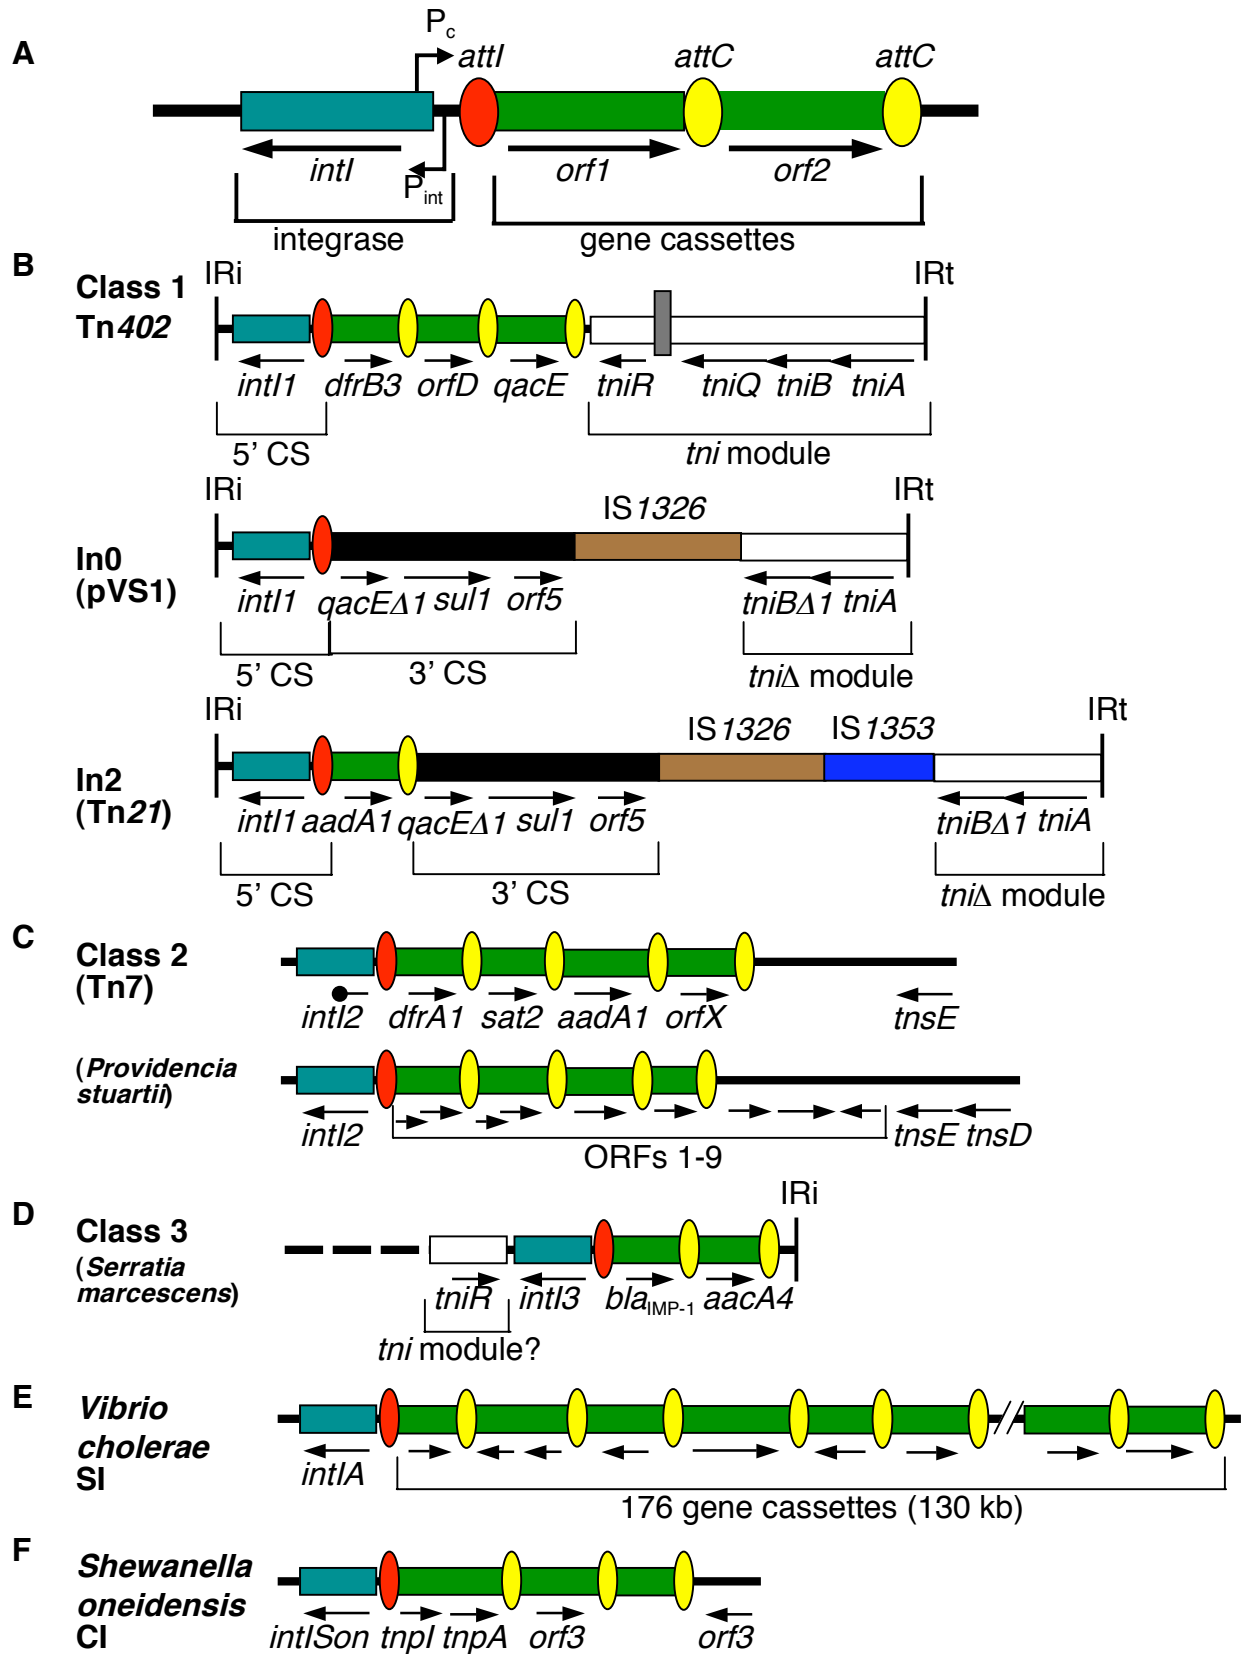 A
Pc
attI attC attC
intI orf1 orf2
Pint
integrase gene cassettes
B
Class 1
Tn402
IRi IRt
intI1 dfrB3 orfD qacE tniR tniQ tniB tniA
5’ CS tni module
IRi IS1326 IRt
In0
(pVS1)
intI1 qacEΔ1 sul1 orf5 tniBΔ1 tniA
5’ CS 3’ CS tniΔ module
IRi IS1326 IS1353 IRt
In2
(Tn21)
intI1 aadA1 qacEΔ1 sul1 orf5 tniBΔ1 tniA
5’ CS 3’ CS tniΔ module
C
Class 2
(Tn7)
intI2 dfrA1 sat2 aadA1 orfX tnsE
(Providencia
stuartii)
intI2 tnsE tnsD
ORFs 1-9
D
Class 3
(Serratia
marcescens)
IRi
tniR intI3 blaIMP-1 aacA4
tni module?
E
Vibrio
cholerae
SI
intIA
176 gene cassettes (130 kb)
F
Shewanella
oneidensis
CI
intISon tnpI tnpA orf3 orf3